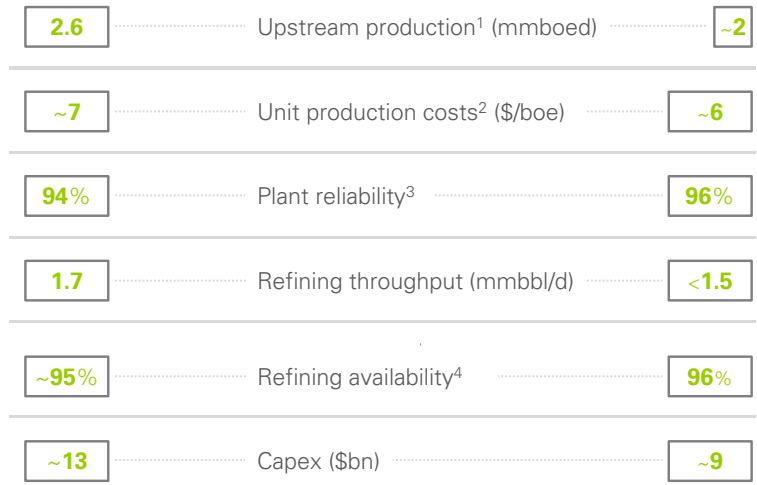 2.6 Upstream production¹ (mmboed) ~2
~7 Unit production costs² ($/boe) ~6
94% Plant reliability³ 96%
1.7 Refining throughput (mmbbl/d) <1.5
~95% Refining availability⁴ 96%
~13 Capex ($bn) ~9